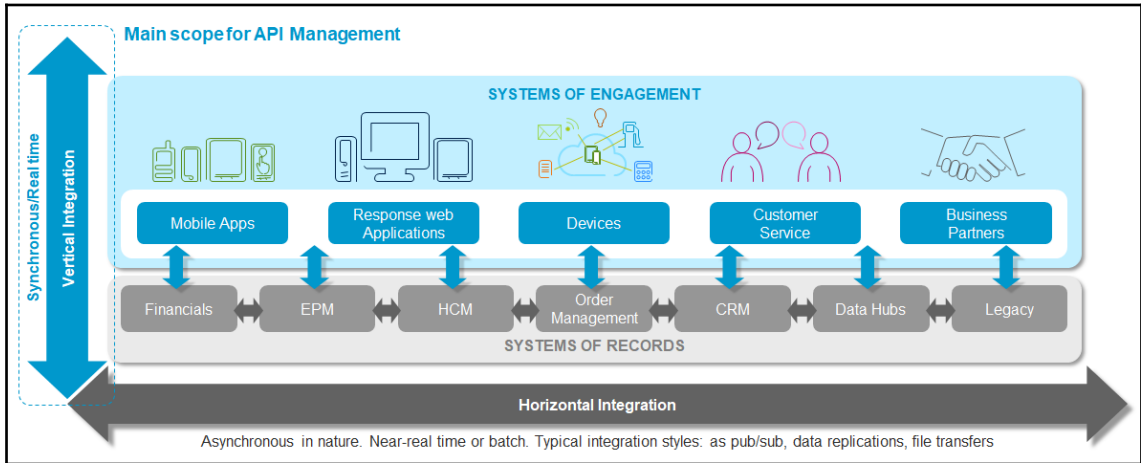 Main scope for API Management
Synchronous/Real time
Vertical Integration
SYSTEMS OF ENGAGEMENT
Mobile Apps
Response web
Applications
Devices
Customer
Service
Business
Partners
Financials
EPM
HCM
Order
Management
CRM
Data Hubs
Legacy
SYSTEMS OF RECORDS
Horizontal Integration
Asynchronous in nature. Near-real time or batch. Typical integration styles: as pub/sub, data replications, file transfers